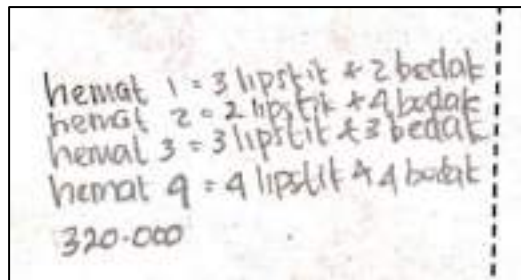 hemat 1 = 3 lipstik + 2 bedak
hemat 2 = 2 lipstik + 4 bedak
hemat 3 = 3 lipstik + 3 bedak
hemat 4 = 4 lipstik + 4 bedak
320.000